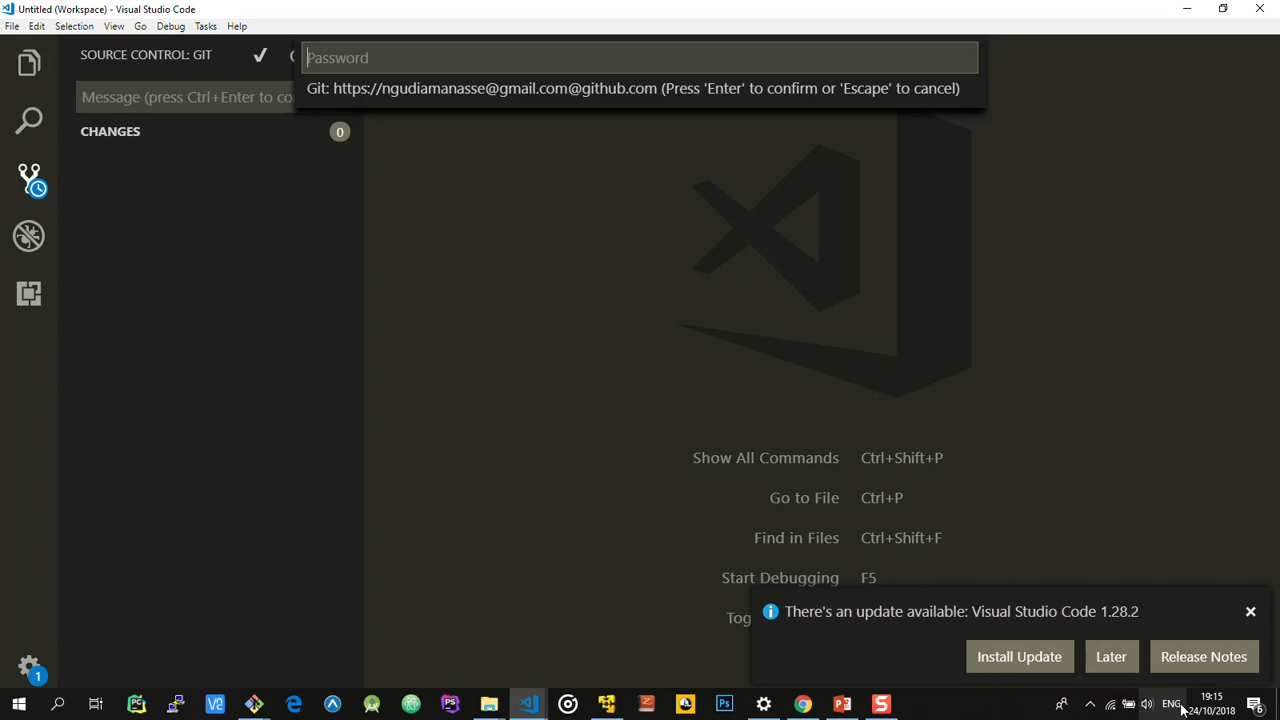 Untitled (Workspace) - Visual Studio Code
File Edit Selection View Go Debug Tasks Help
SOURCE CONTROL: GIT
Password
Git: https://ngudiamanasse@gmail.com@github.com (Press 'Enter' to confirm or 'Escape' to cancel)
Message (press Ctrl+Enter to co
CHANGES 0
Show All Commands Ctrl+Shift+P
Go to File Ctrl+P
Find in Files Ctrl+Shift+F
Start Debugging F5
Tog
There's an update available: Visual Studio Code 1.28.2
Install Update Later Release Notes
1
ENG
19:15
24/10/2018
6